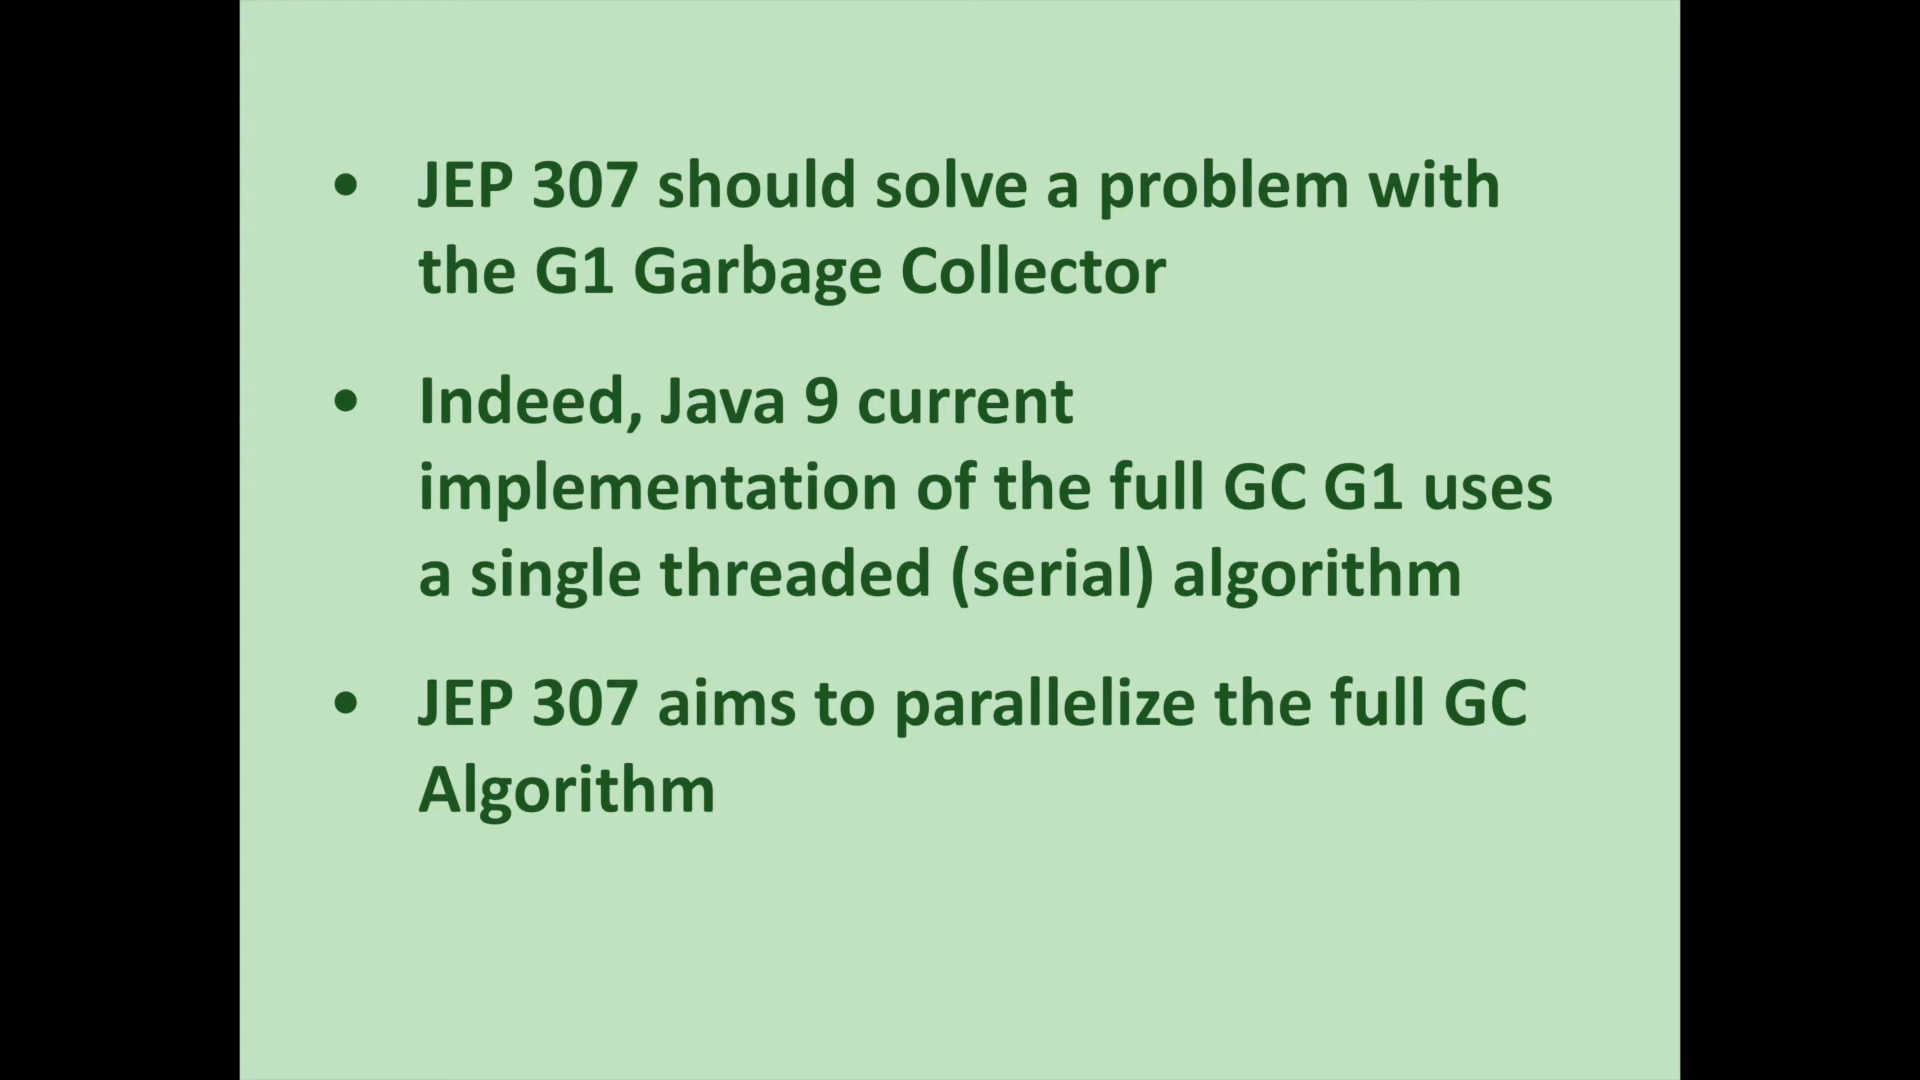 • JEP 307 should solve a problem with
the G1 Garbage Collector
• Indeed, Java 9 current
implementation of the full GC G1 uses
a single threaded (serial) algorithm
• JEP 307 aims to parallelize the full GC
Algorithm